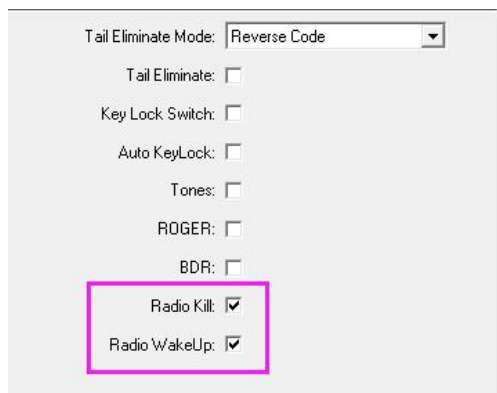 Tail Eliminate Mode: Reverse Code
Tail Eliminate:
Key Lock Switch:
Auto KeyLock:
Tones:
ROGER:
BDR:
Radio Kill:
Radio WakeUp: